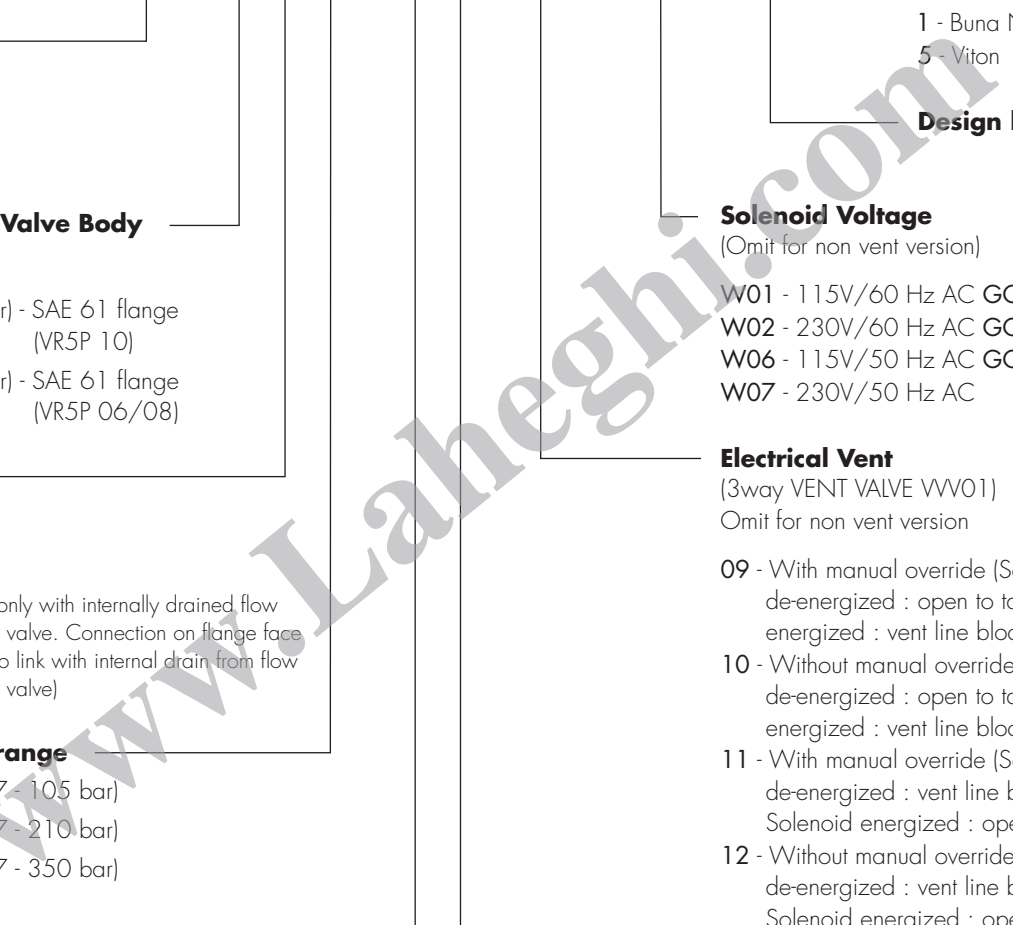 Valve Body
r) - SAE 61 flange
(VR5P 10)
r) - SAE 61 flange
(VR5P 06/08)
only with internally drained flow
valve. Connection on flange face
o link with internal drain from flow
valve)
range
7 - 105 bar)
7 - 210 bar)
7 - 350 bar)
1 - Buna N
5 - Viton
Design
Solenoid Voltage
(Omit for non vent version)
W01 - 115V/60 Hz AC
W02 - 230V/60 Hz AC
W06 - 115V/50 Hz AC
W07 - 230V/50 Hz AC
Electrical Vent
(3way VENT VALVE VVV01)
Omit for non vent version
09 - With manual override
de-energized : open to
energized : vent line
10 - Without manual override
de-energized : open to
energized : vent line
11 - With manual override
de-energized : vent line
Solenoid energized :
12 - Without manual override
de-energized : vent line
Solenoid energized :
www.Laheghi.com